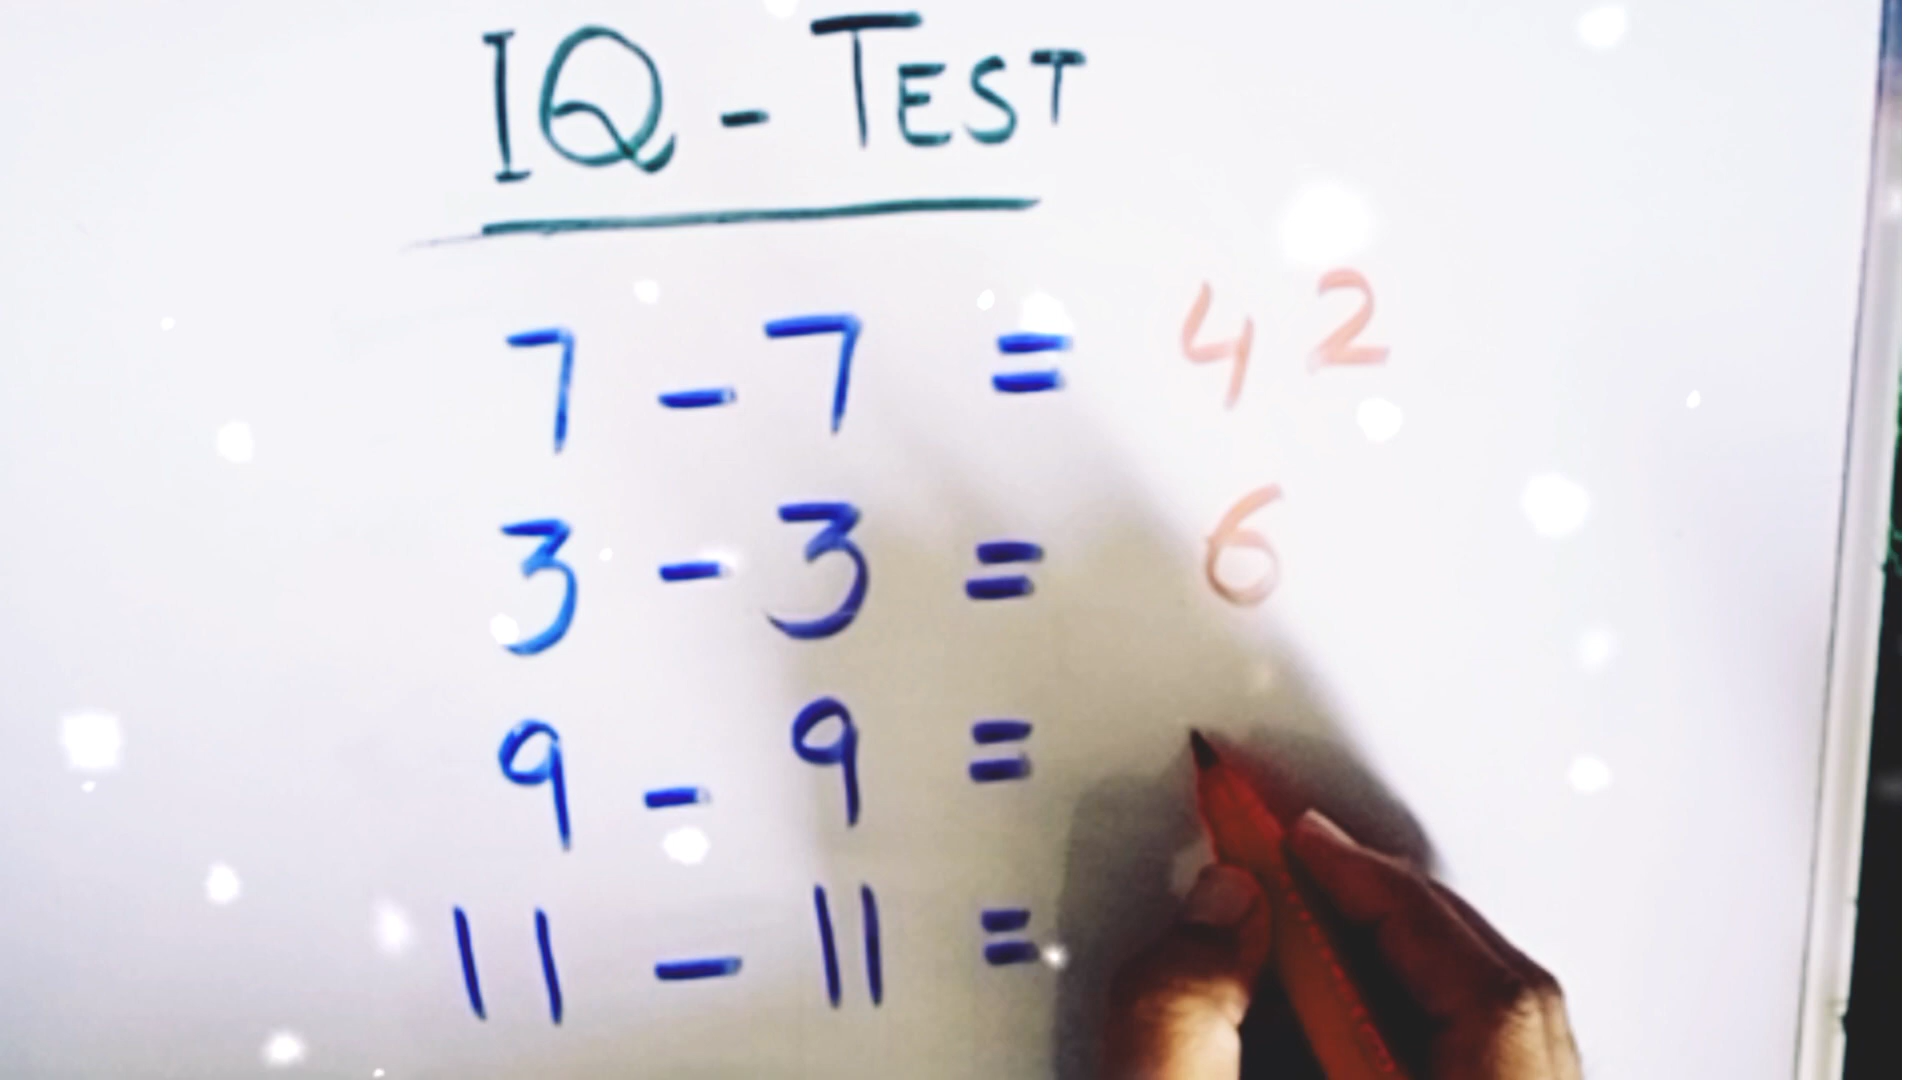 IQ - TEST
7 - 7 = 42
3 - 3 = 6
9 - 9 =
11 - 11 =